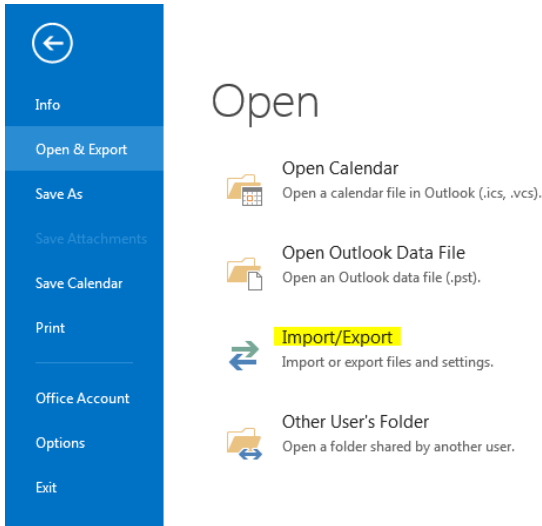 Info
Open & Export
Save As
Save Attachments
Save Calendar
Print
Office Account
Options
Exit
Open
Open Calendar
Open a calendar file in Outlook (.ics, .vcs).
Open Outlook Data File
Open an Outlook data file (.pst).
Import/Export
Import or export files and settings.
Other User's Folder
Open a folder shared by another user.